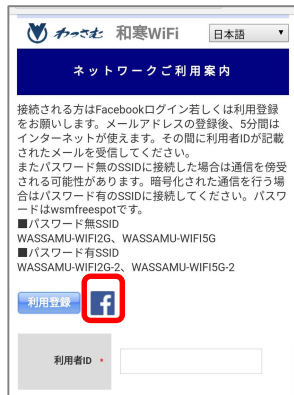 わっさむ 和寒WiFi 日本語
ネットワークご利用案内
接続される方はFacebookログイン若しくは利用登録
をお願いします。メールアドレスの登録後、5分間は
インターネットが使えます。その間に利用者IDが記載
されたメールを受信してください。
またパスワード無のSSIDに接続した場合は通信を傍受
される可能性があります。暗号化された通信を行う場
合はパスワード有のSSIDに接続してください。パスワ
ードはwsmfreespotです。
■パスワード無SSID
WASSAMU-WIFI2G、WASSAMU-WIFI5G
■パスワード有SSID
WASSAMU-WIFI2G-2、WASSAMU-WIFI5G-2
利用登録 f
利用者ID *